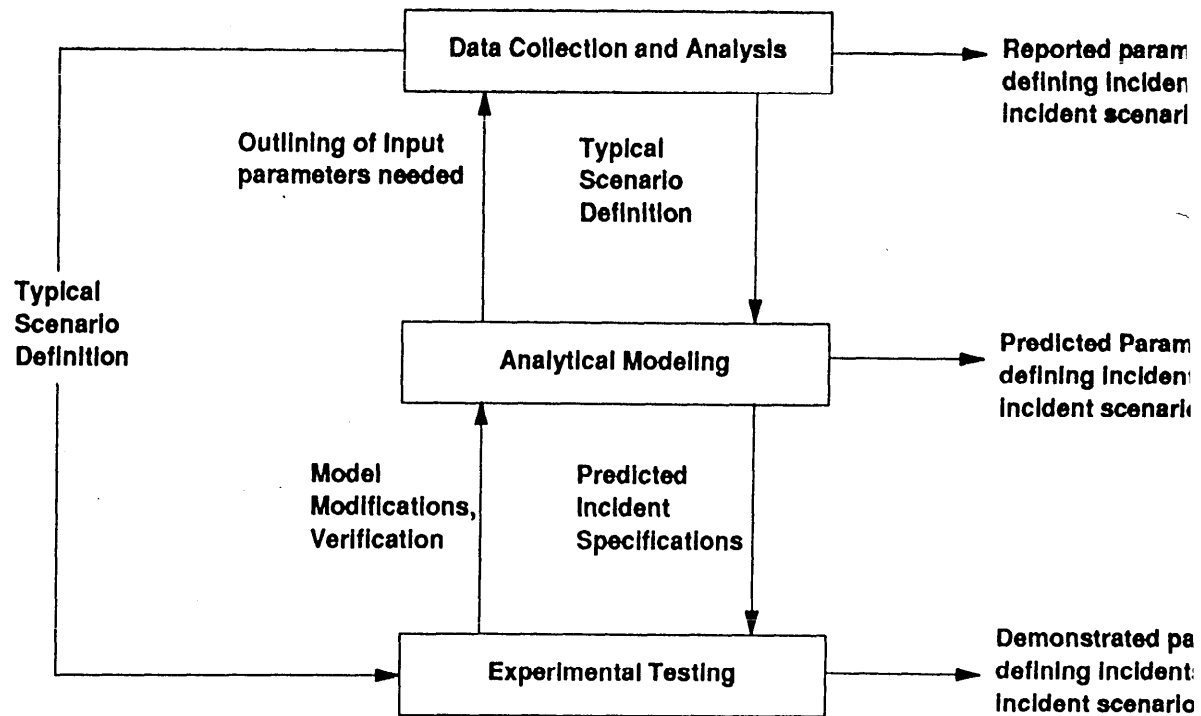 Data Collection and Analysis
Reported param
defining inciden
incident scenari
Outlining of input
parameters needed
Typical
Scenario
Definition
Typical
Scenario
Definition
Analytical Modeling
Predicted Param
defining incident
incident scenari
Model
Modifications,
Verification
Predicted
Incident
Specifications
Experimental Testing
Demonstrated pa
defining incidents
incident scenario